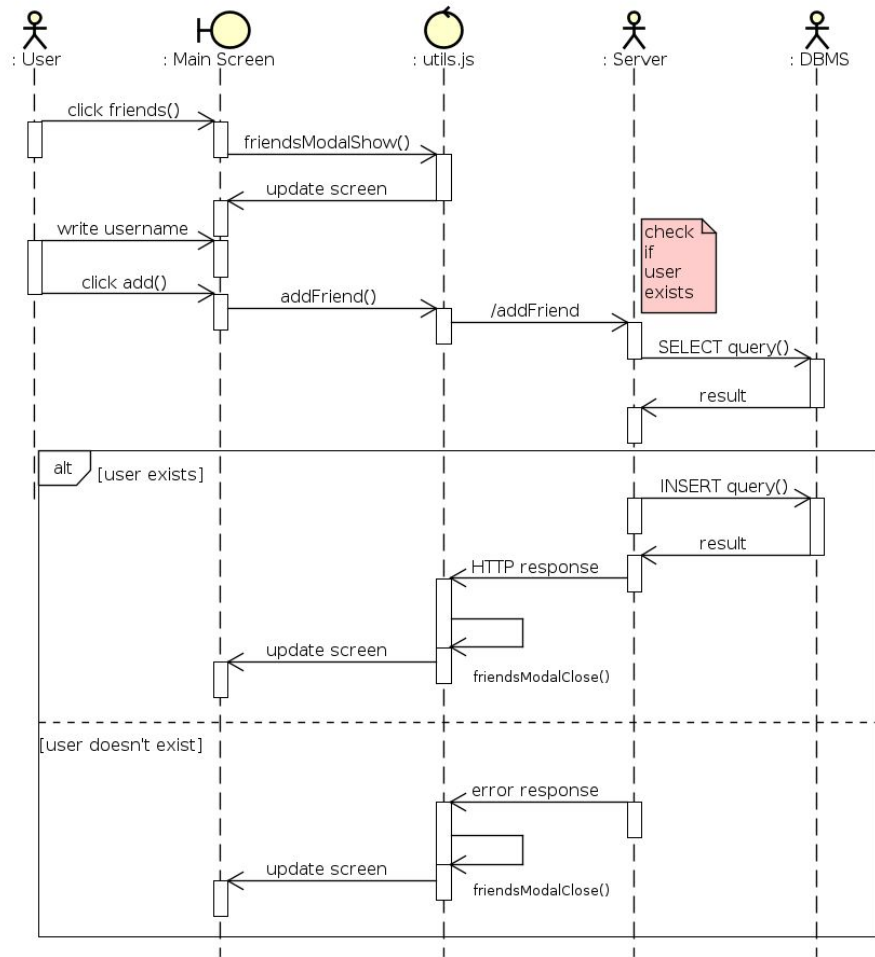 : User
: Main Screen
: utils.js
: Server
: DBMS
click friends()
friendsModalShow()
update screen
write username
check
if
user
exists
click add()
addFriend()
/addFriend
SELECT query()
result
alt
[user exists]
INSERT query()
result
HTTP response
update screen
friendsModalClose()
[user doesn't exist]
error response
update screen
friendsModalClose()